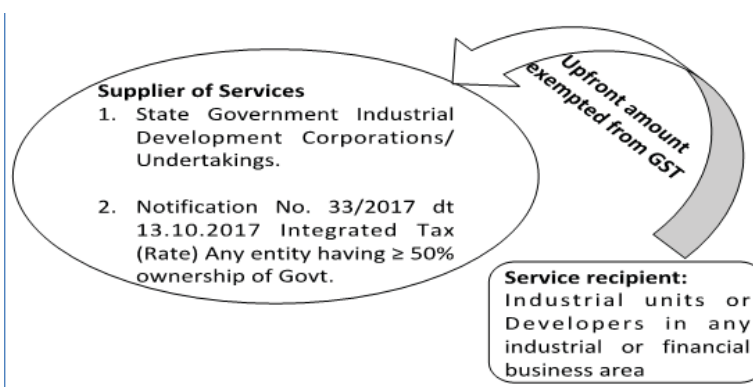 Supplier of Services
1. State Government Industrial
Development Corporations/
Undertakings.
2. Notification No. 33/2017 dt
13.10.2017 Integrated Tax
(Rate) Any entity having ≥ 50%
ownership of Govt.
Upfront amount
exempted from GST
Service recipient:
Industrial units or
Developers in any
industrial or financial
business area